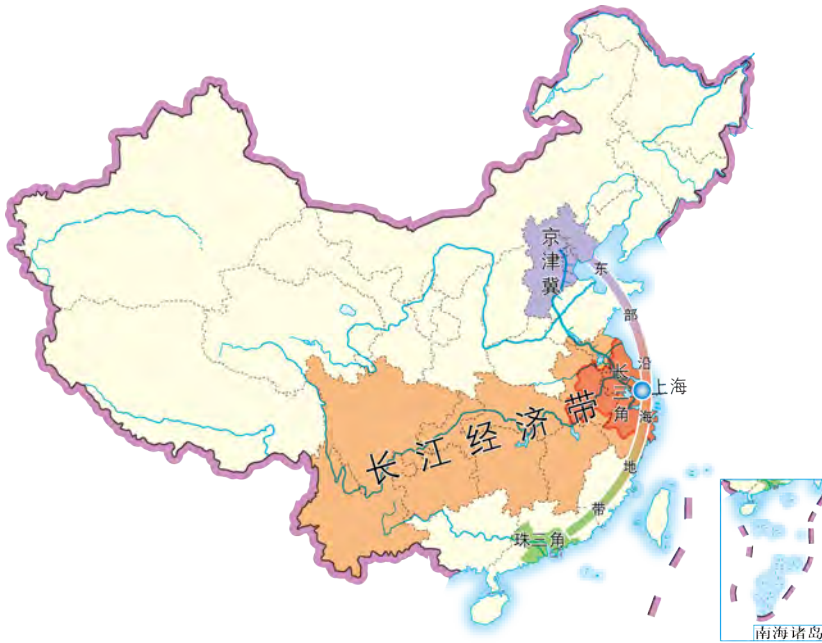 京津冀
东部沿海地带
长三角
上海
长江经济带
珠三角
南海诸岛